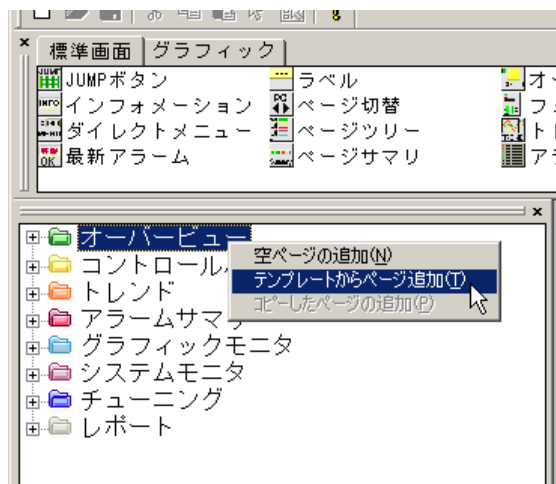 標準画面 グラフィック
JUMPボタン ラベル オー
インフォメーション ページ切替 フ
ダイレクトメニュー ページツリー ト
最新アラーム ページサマリ ア
オーバービュー
空ページの追加(N)
コントロール
テンプレートからページ追加(T)
トレンド
コピーしたページの追加(P)
アラームサマリ
グラフィックモニタ
システムモニタ
チューニング
レポート